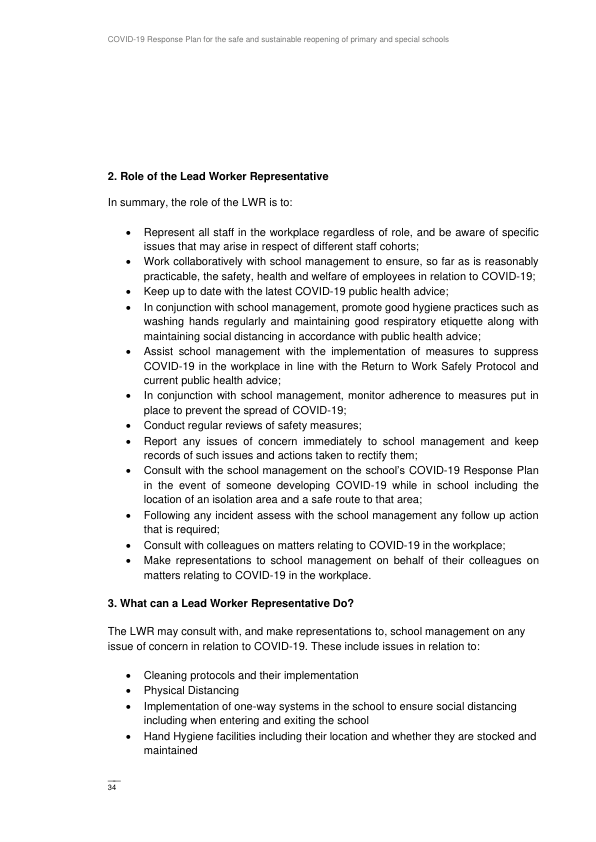 COVID-19 Response Plan for the safe and sustainable reopening of primary and special schools
2. Role of the Lead Worker Representative
In summary, the role of the LWR is to:
• Represent all staff in the workplace regardless of role, and be aware of specific
issues that may arise in respect of different staff cohorts;
• Work collaboratively with school management to ensure, so far as is reasonably
practicable, the safety, health and welfare of employees in relation to COVID-19;
• Keep up to date with the latest COVID-19 public health advice;
• In conjunction with school management, promote good hygiene practices such as
washing hands regularly and maintaining good respiratory etiquette along with
maintaining social distancing in accordance with public health advice;
• Assist school management with the implementation of measures to suppress
COVID-19 in the workplace in line with the Return to Work Safely Protocol and
current public health advice;
• In conjunction with school management, monitor adherence to measures put in
place to prevent the spread of COVID-19;
• Conduct regular reviews of safety measures;
• Report any issues of concern immediately to school management and keep
records of such issues and actions taken to rectify them;
• Consult with the school management on the school's COVID-19 Response Plan
in the event of someone developing COVID-19 while in school including the
location of an isolation area and a safe route to that area;
• Following any incident assess with the school management any follow up action
that is required;
• Consult with colleagues on matters relating to COVID-19 in the workplace;
• Make representations to school management on behalf of their colleagues on
matters relating to COVID-19 in the workplace.
3. What can a Lead Worker Representative Do?
The LWR may consult with, and make representations to, school management on any
issue of concern in relation to COVID-19. These include issues in relation to:
• Cleaning protocols and their implementation
• Physical Distancing
• Implementation of one-way systems in the school to ensure social distancing
including when entering and exiting the school
• Hand Hygiene facilities including their location and whether they are stocked and
maintained
34